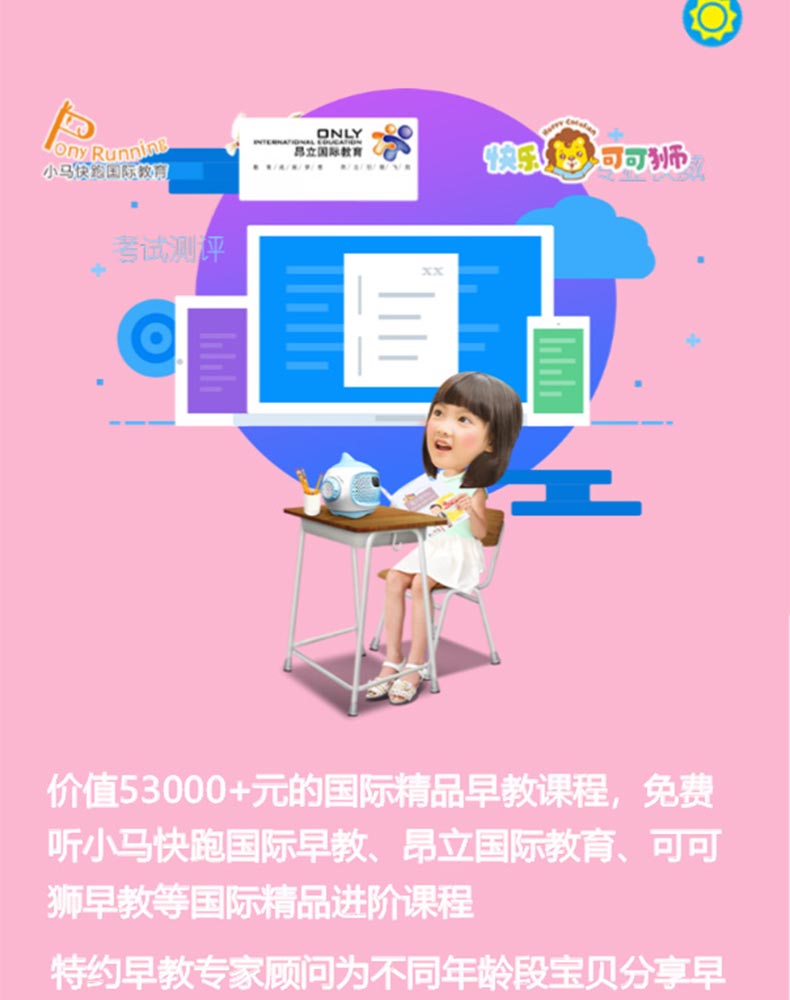 Pony Running
小马快跑国际教育
ONLY
INTERNATIONAL EDUCATION
昂立国际教育
Happy CocoLan
快乐可可狮
考试测评
XX
价值53000+元的国际精品早教课程，免费
听小马快跑国际早教、昂立国际教育、可可
狮早教等国际精品进阶课程
特约早教专家顾问为不同年龄段宝贝分享早